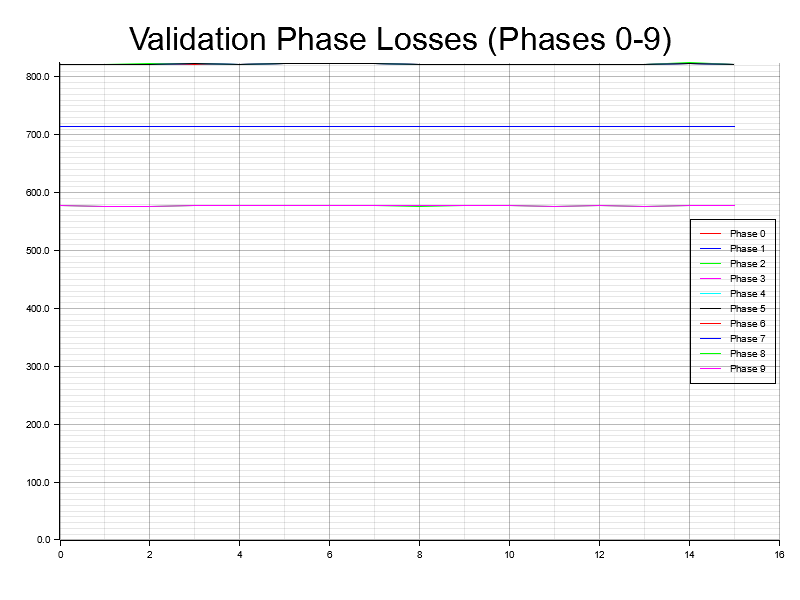 Validation Phase Losses (Phases 0-9)
800.0
700.0
600.0
500.0
400.0
300.0
200.0
100.0
0.0
Phase 0
Phase 1
Phase 2
Phase 3
Phase 4
Phase 5
Phase 6
Phase 7
Phase 8
Phase 9
0 2 4 6 8 10 12 14 16